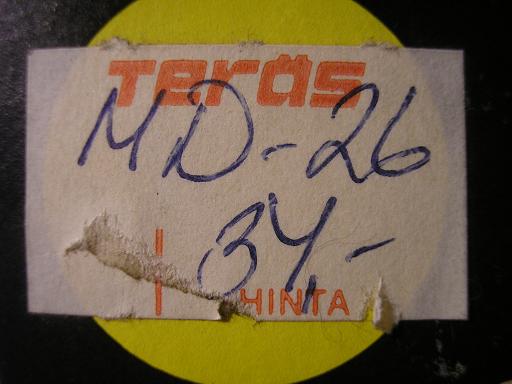 Teräs
MD-26
34,-
HINTA